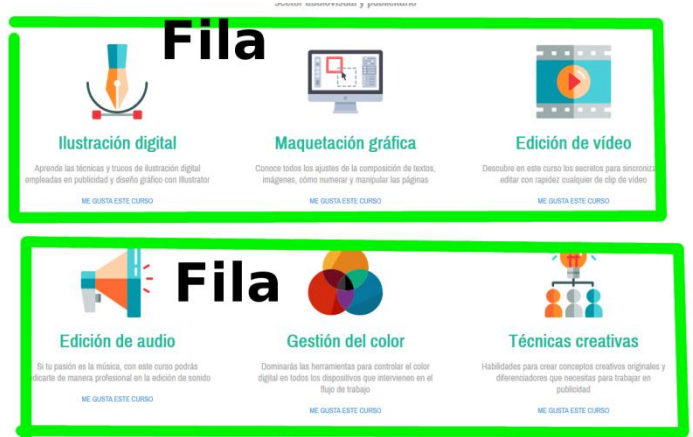 sector audiovisual y publicitario
Fila
Ilustración digital
Maquetación gráfica
Edición de vídeo
Aprende las técnicas y trucos de ilustración digital
empleadas en publicidad y diseño gráfico con Illustrator
Conoce todos los ajustes de la composición de textos,
imágenes, cómo numerar y manipular las páginas
Descubre en este curso los secretos para sincroniza
editar con rapidez cualquier de clip de vídeo
ME GUSTA ESTE CURSO
ME GUSTA ESTE CURSO
ME GUSTA ESTE CURSO
Fila
Edición de audio
Gestión del color
Técnicas creativas
Si tu pasión es la música, con este curso podrás
dicarte de manera profesional en la edición de sonido
Dominarás las herramientas para controlar el color
digital en todos los dispositivos que intervienen en el
flujo de trabajo
Habilidades para crear conceptos creativos originales y
diferenciadores que necesitas para trabajar en
publicidad
ME GUSTA ESTE CURSO
ME GUSTA ESTE CURSO
ME GUSTA ESTE CURSO